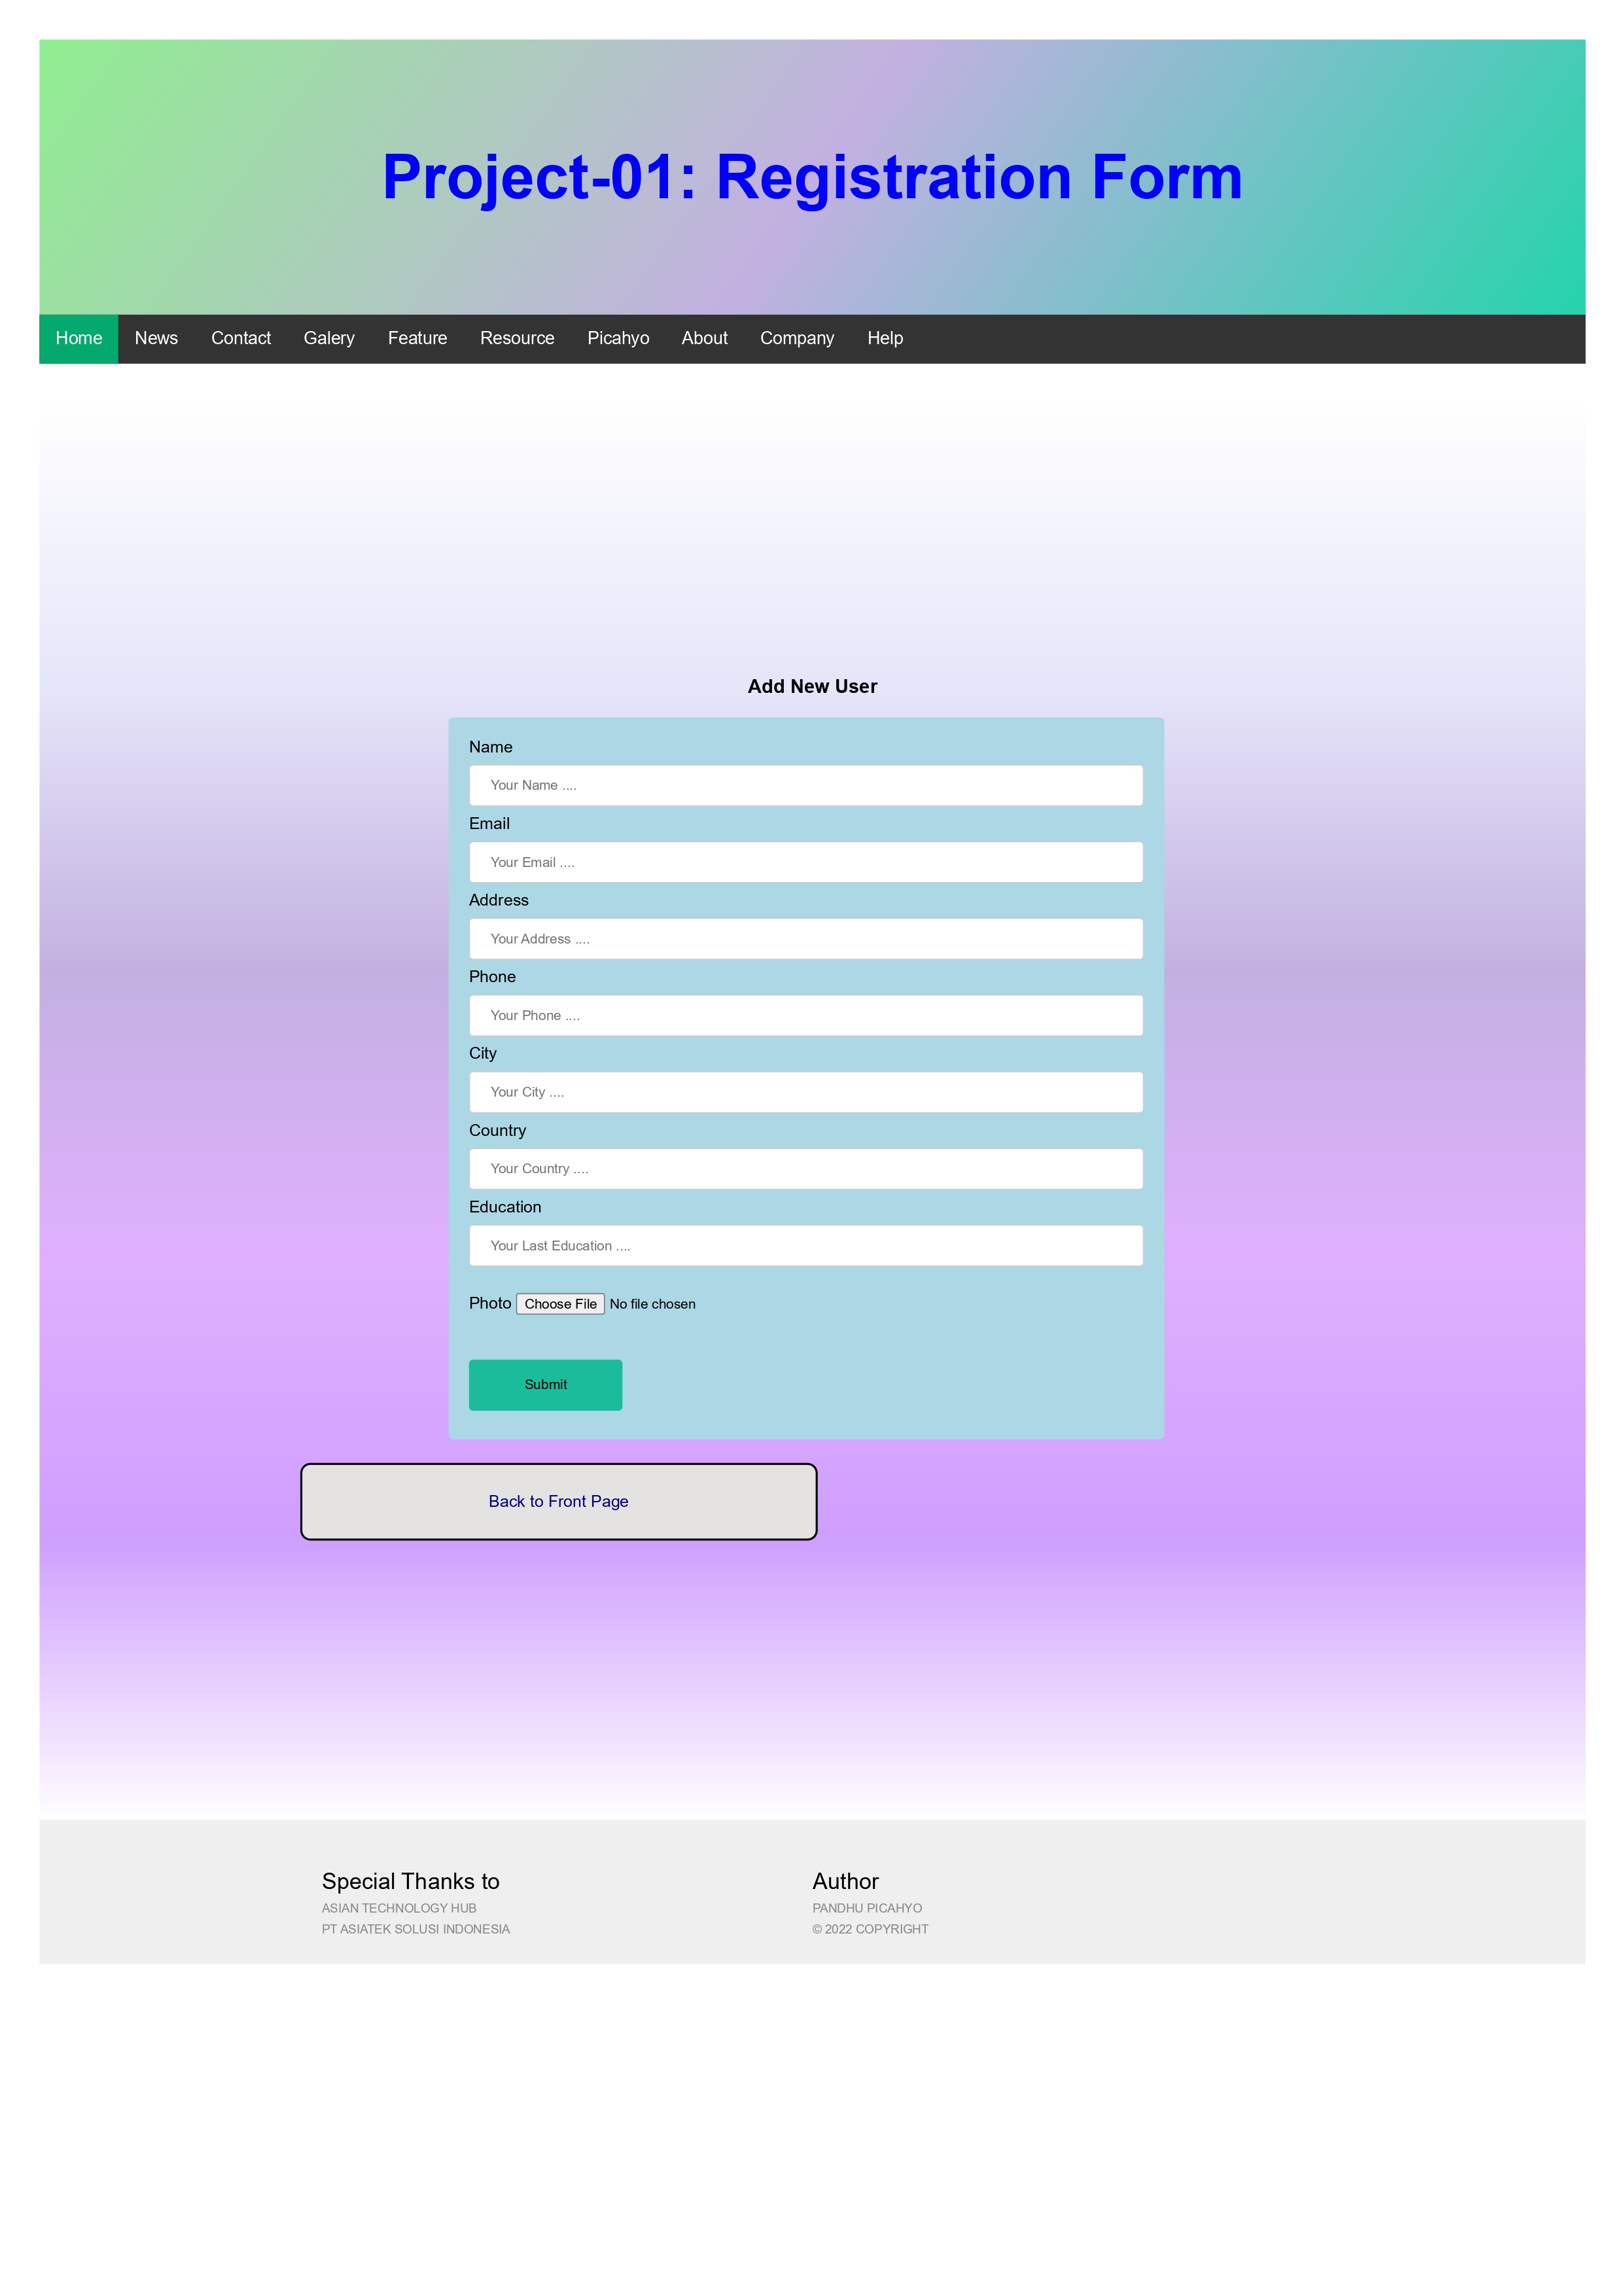 Project-01: Registration Form
Home News Contact Galery Feature Resource Picahyo About Company Help
Add New User
Name
Your Name ....
Email
Your Email ....
Address
Your Address ....
Phone
Your Phone ....
City
Your City ....
Country
Your Country ....
Education
Your Last Education ....
Photo Choose File No file chosen
Submit
Back to Front Page
Special Thanks to
ASIAN TECHNOLOGY HUB
PT ASIATEK SOLUSI INDONESIA
Author
PANDHU PICAHYO
© 2022 COPYRIGHT